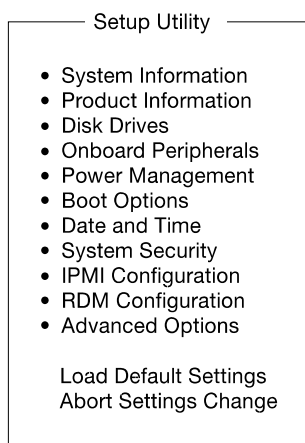 Setup Utility
• System Information
• Product Information
• Disk Drives
• Onboard Peripherals
• Power Management
• Boot Options
• Date and Time
• System Security
• IPMI Configuration
• RDM Configuration
• Advanced Options
Load Default Settings
Abort Settings Change